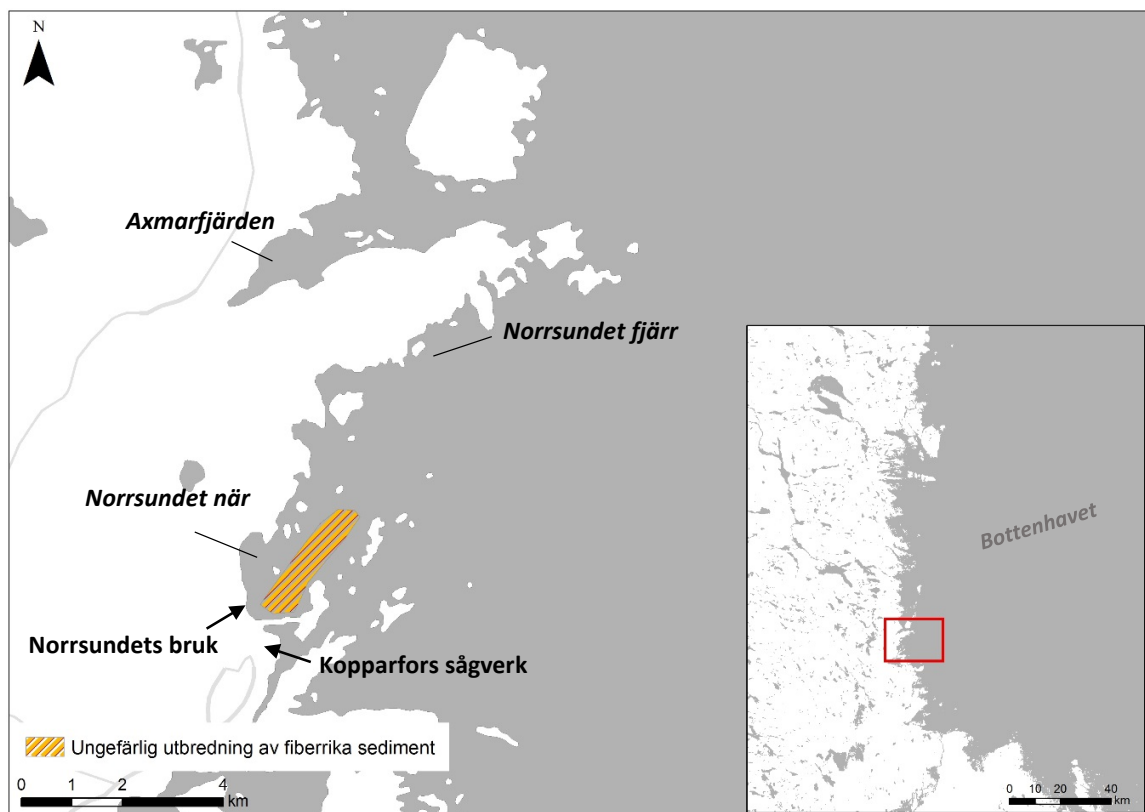 N
Axmarfjärden
Norrsundet fjärr
Norrsundet när
Bottenhavet
Norrsundets bruk
Kopparfors sågverk
Ungefärlig utbredning av fiberrika sediment
0 1 2 4
km
0 10 20 40
km